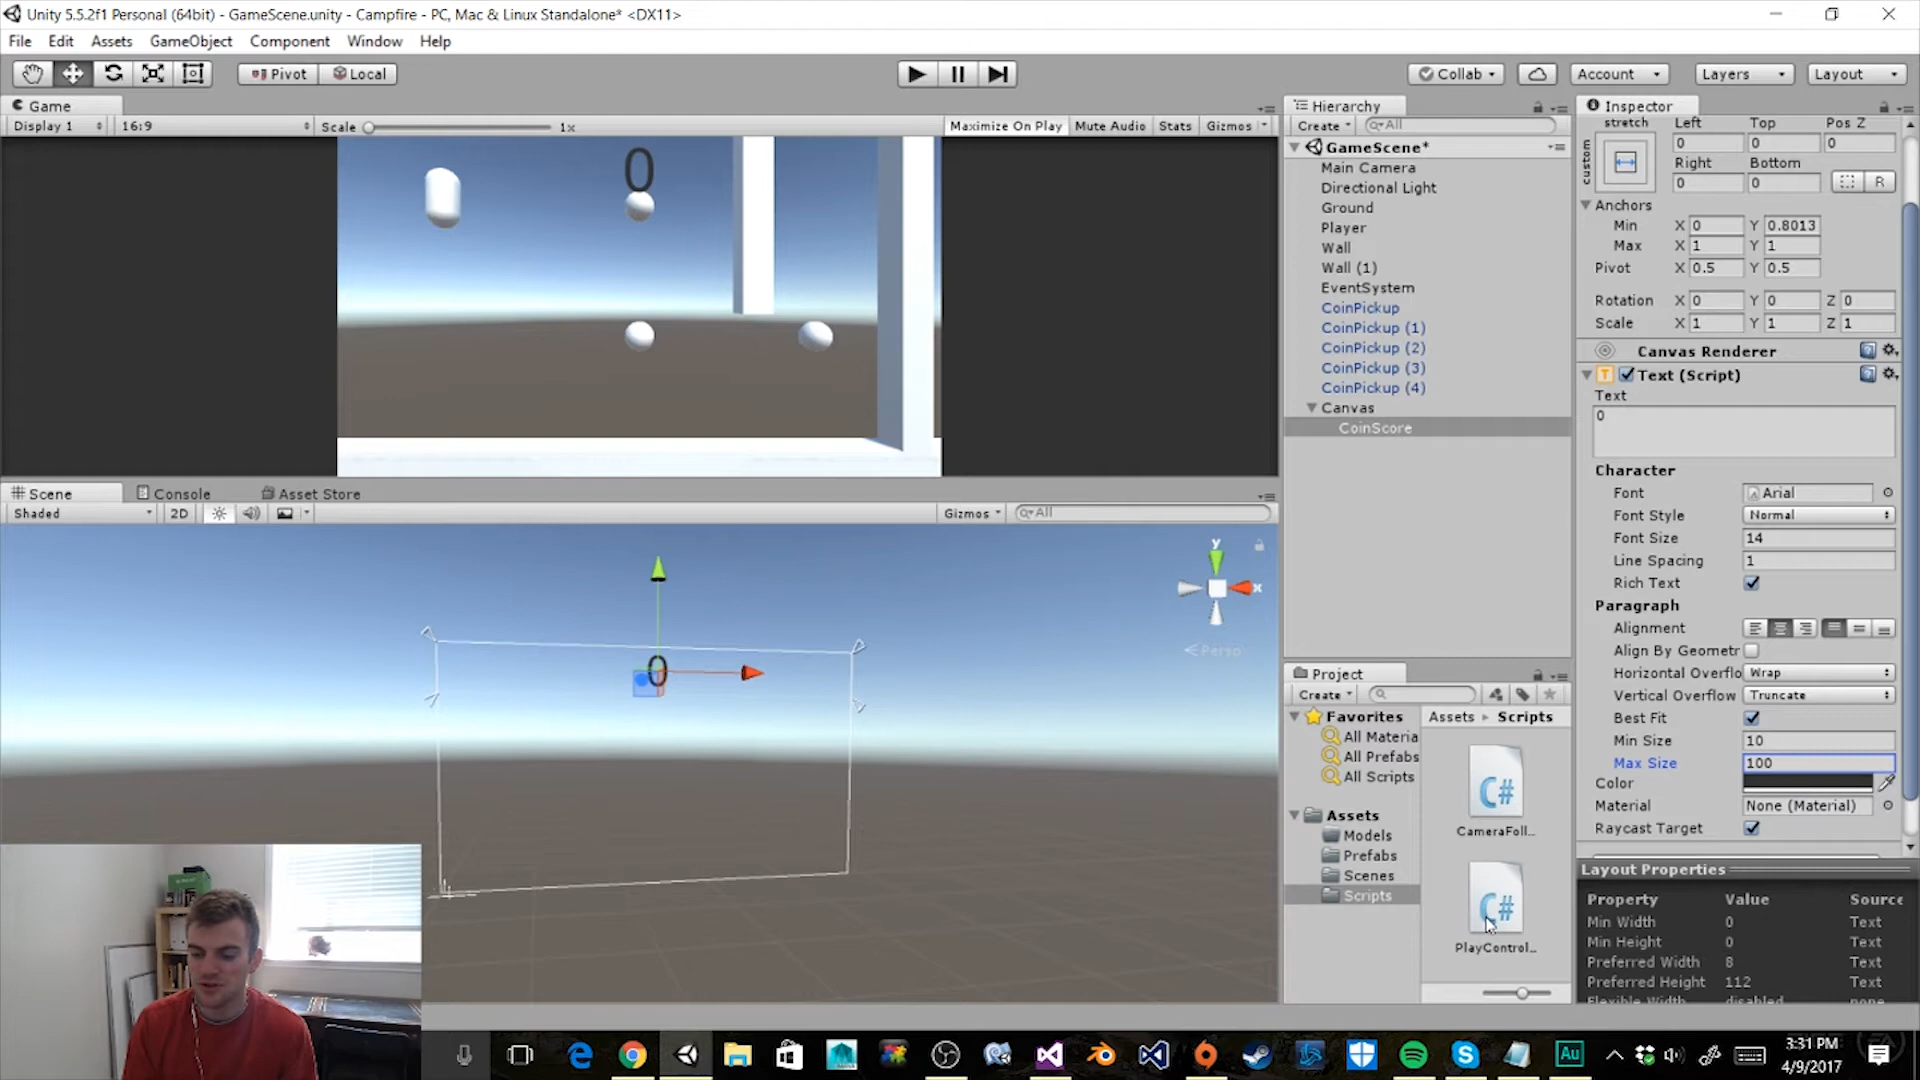 Unity 5.5.2f1 Personal (64bit) - GameScene.unity - Campfire - PC, Mac & Linux Standalone* <DX11>
File Edit Assets GameObject Component Window Help
Pivot Local Collab Account Layers Layout
Game
Display 1 16:9 Scale 1x Maximize On Play Mute Audio Stats Gizmos
0
Scene Console Asset Store
Shaded 2D Gizmos All
y
x
Persp
0
Hierarchy
Create All
GameScene*
Main Camera
Directional Light
Ground
Player
Wall
Wall (1)
EventSystem
CoinPickup
CoinPickup (1)
CoinPickup (2)
CoinPickup (3)
CoinPickup (4)
Canvas
CoinScore
Project
Create
Favorites
All Materia
All Prefabs
All Scripts
Assets
Models
Prefabs
Scenes
Scripts
Assets Scripts
C#
CameraFoll...
C#
PlayControl...
Inspector
stretch Left Top Pos Z
custom
0 0 0
Right Bottom
0 0 R
Anchors
Min X 0 Y 0.8013
Max X 1 Y 1
Pivot X 0.5 Y 0.5
Rotation X 0 Y 0 Z 0
Scale X 1 Y 1 Z 1
Canvas Renderer
T Text (Script)
Text
0
Character
Font Arial
Font Style Normal
Font Size 14
Line Spacing 1
Rich Text
Paragraph
Alignment
Align By Geometr
Horizontal Overflo Wrap
Vertical Overflow Truncate
Best Fit
Min Size 10
Max Size 100
Color
Material None (Material)
Raycast Target
Layout Properties
Property Value Source
Min Width 0 Text
Min Height 0 Text
Preferred Width 8 Text
Preferred Height 112 Text
Flexible Width disabled none
Au
3:31 PM
4/9/2017